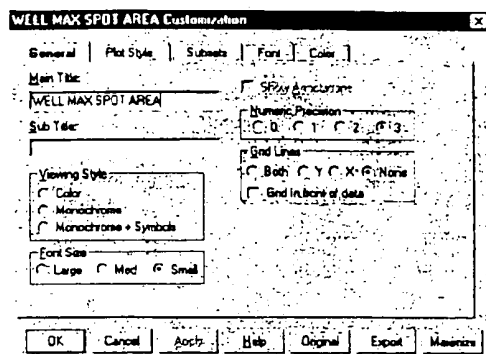 WELL MAX SPOT AREA Customization
General Plot Style Subsets Font Color
Main Title:
WELL MAX SPOT AREA
Show Annotations
Sub Title:
Numeric Precision
0 1 2 3
Grid Lines
Both Y X None
Grid in front of data
Viewing Style
Color
Monochrome
Monochrome + Symbols
Font Size
Large Med Small
OK Cancel Apply Help Original Export Maximize